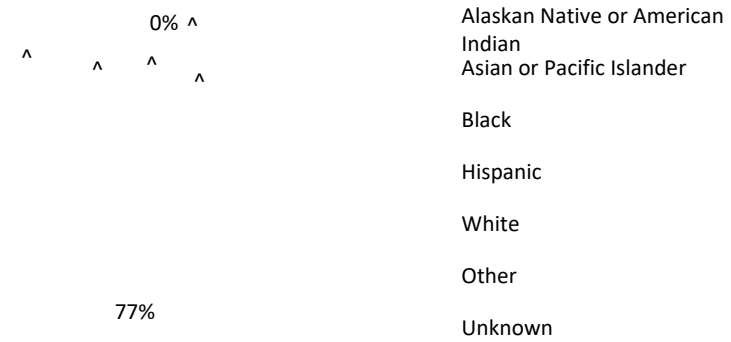 0% ^
^
^
^
^
77%
Alaskan Native or American
Indian
Asian or Pacific Islander
Black
Hispanic
White
Other
Unknown